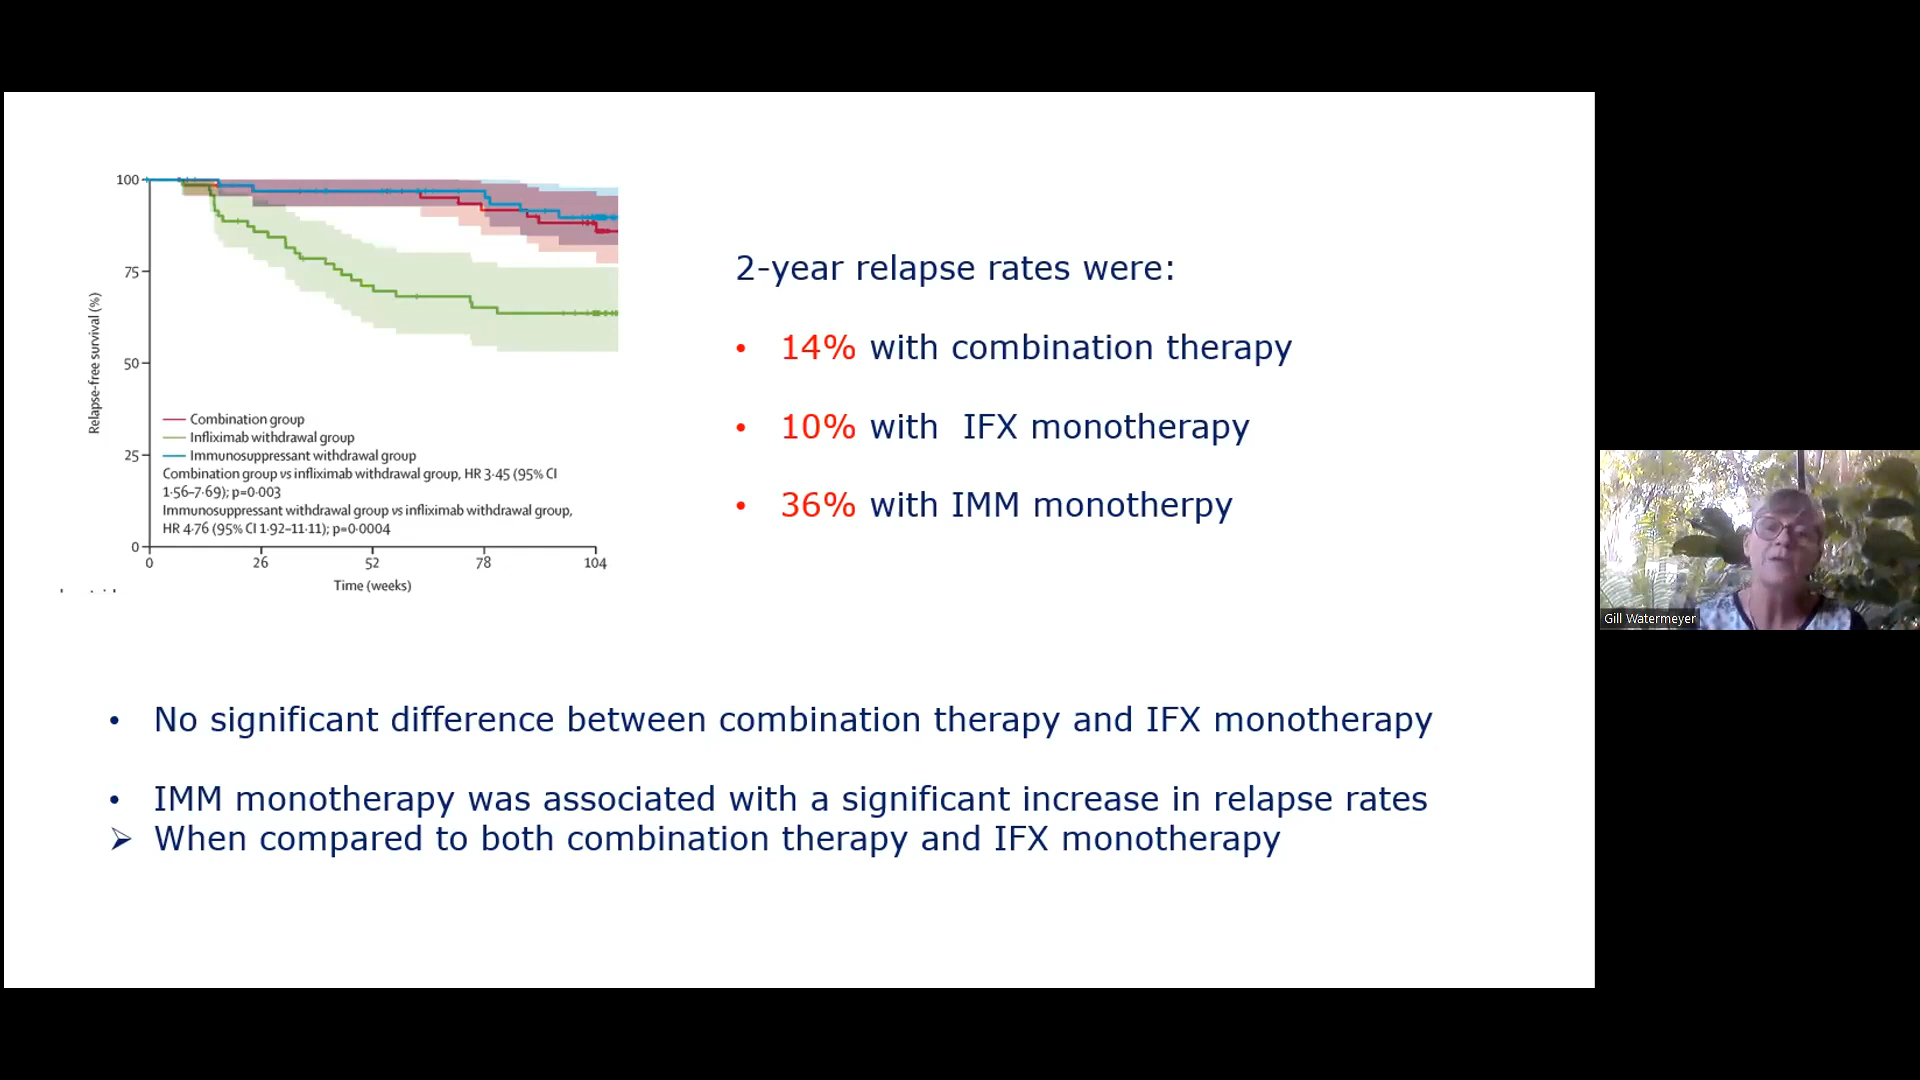 100
75
50
25
0
0 26 52 78 104
Relapse-free survival (%)
Time (weeks)
Combination group
Infliximab withdrawal group
Immunosuppressant withdrawal group
Combination group vs infliximab withdrawal group, HR 3·45 (95% CI
1·56–7·69); p=0·003
Immunosuppressant withdrawal group vs infliximab withdrawal group,
HR 4·76 (95% CI 1·92–11·11); p=0·0004
2-year relapse rates were:
• 14% with combination therapy
• 10% with IFX monotherapy
• 36% with IMM monotherpy
Gill Watermeyer
• No significant difference between combination therapy and IFX monotherapy
• IMM monotherapy was associated with a significant increase in relapse rates
➢ When compared to both combination therapy and IFX monotherapy